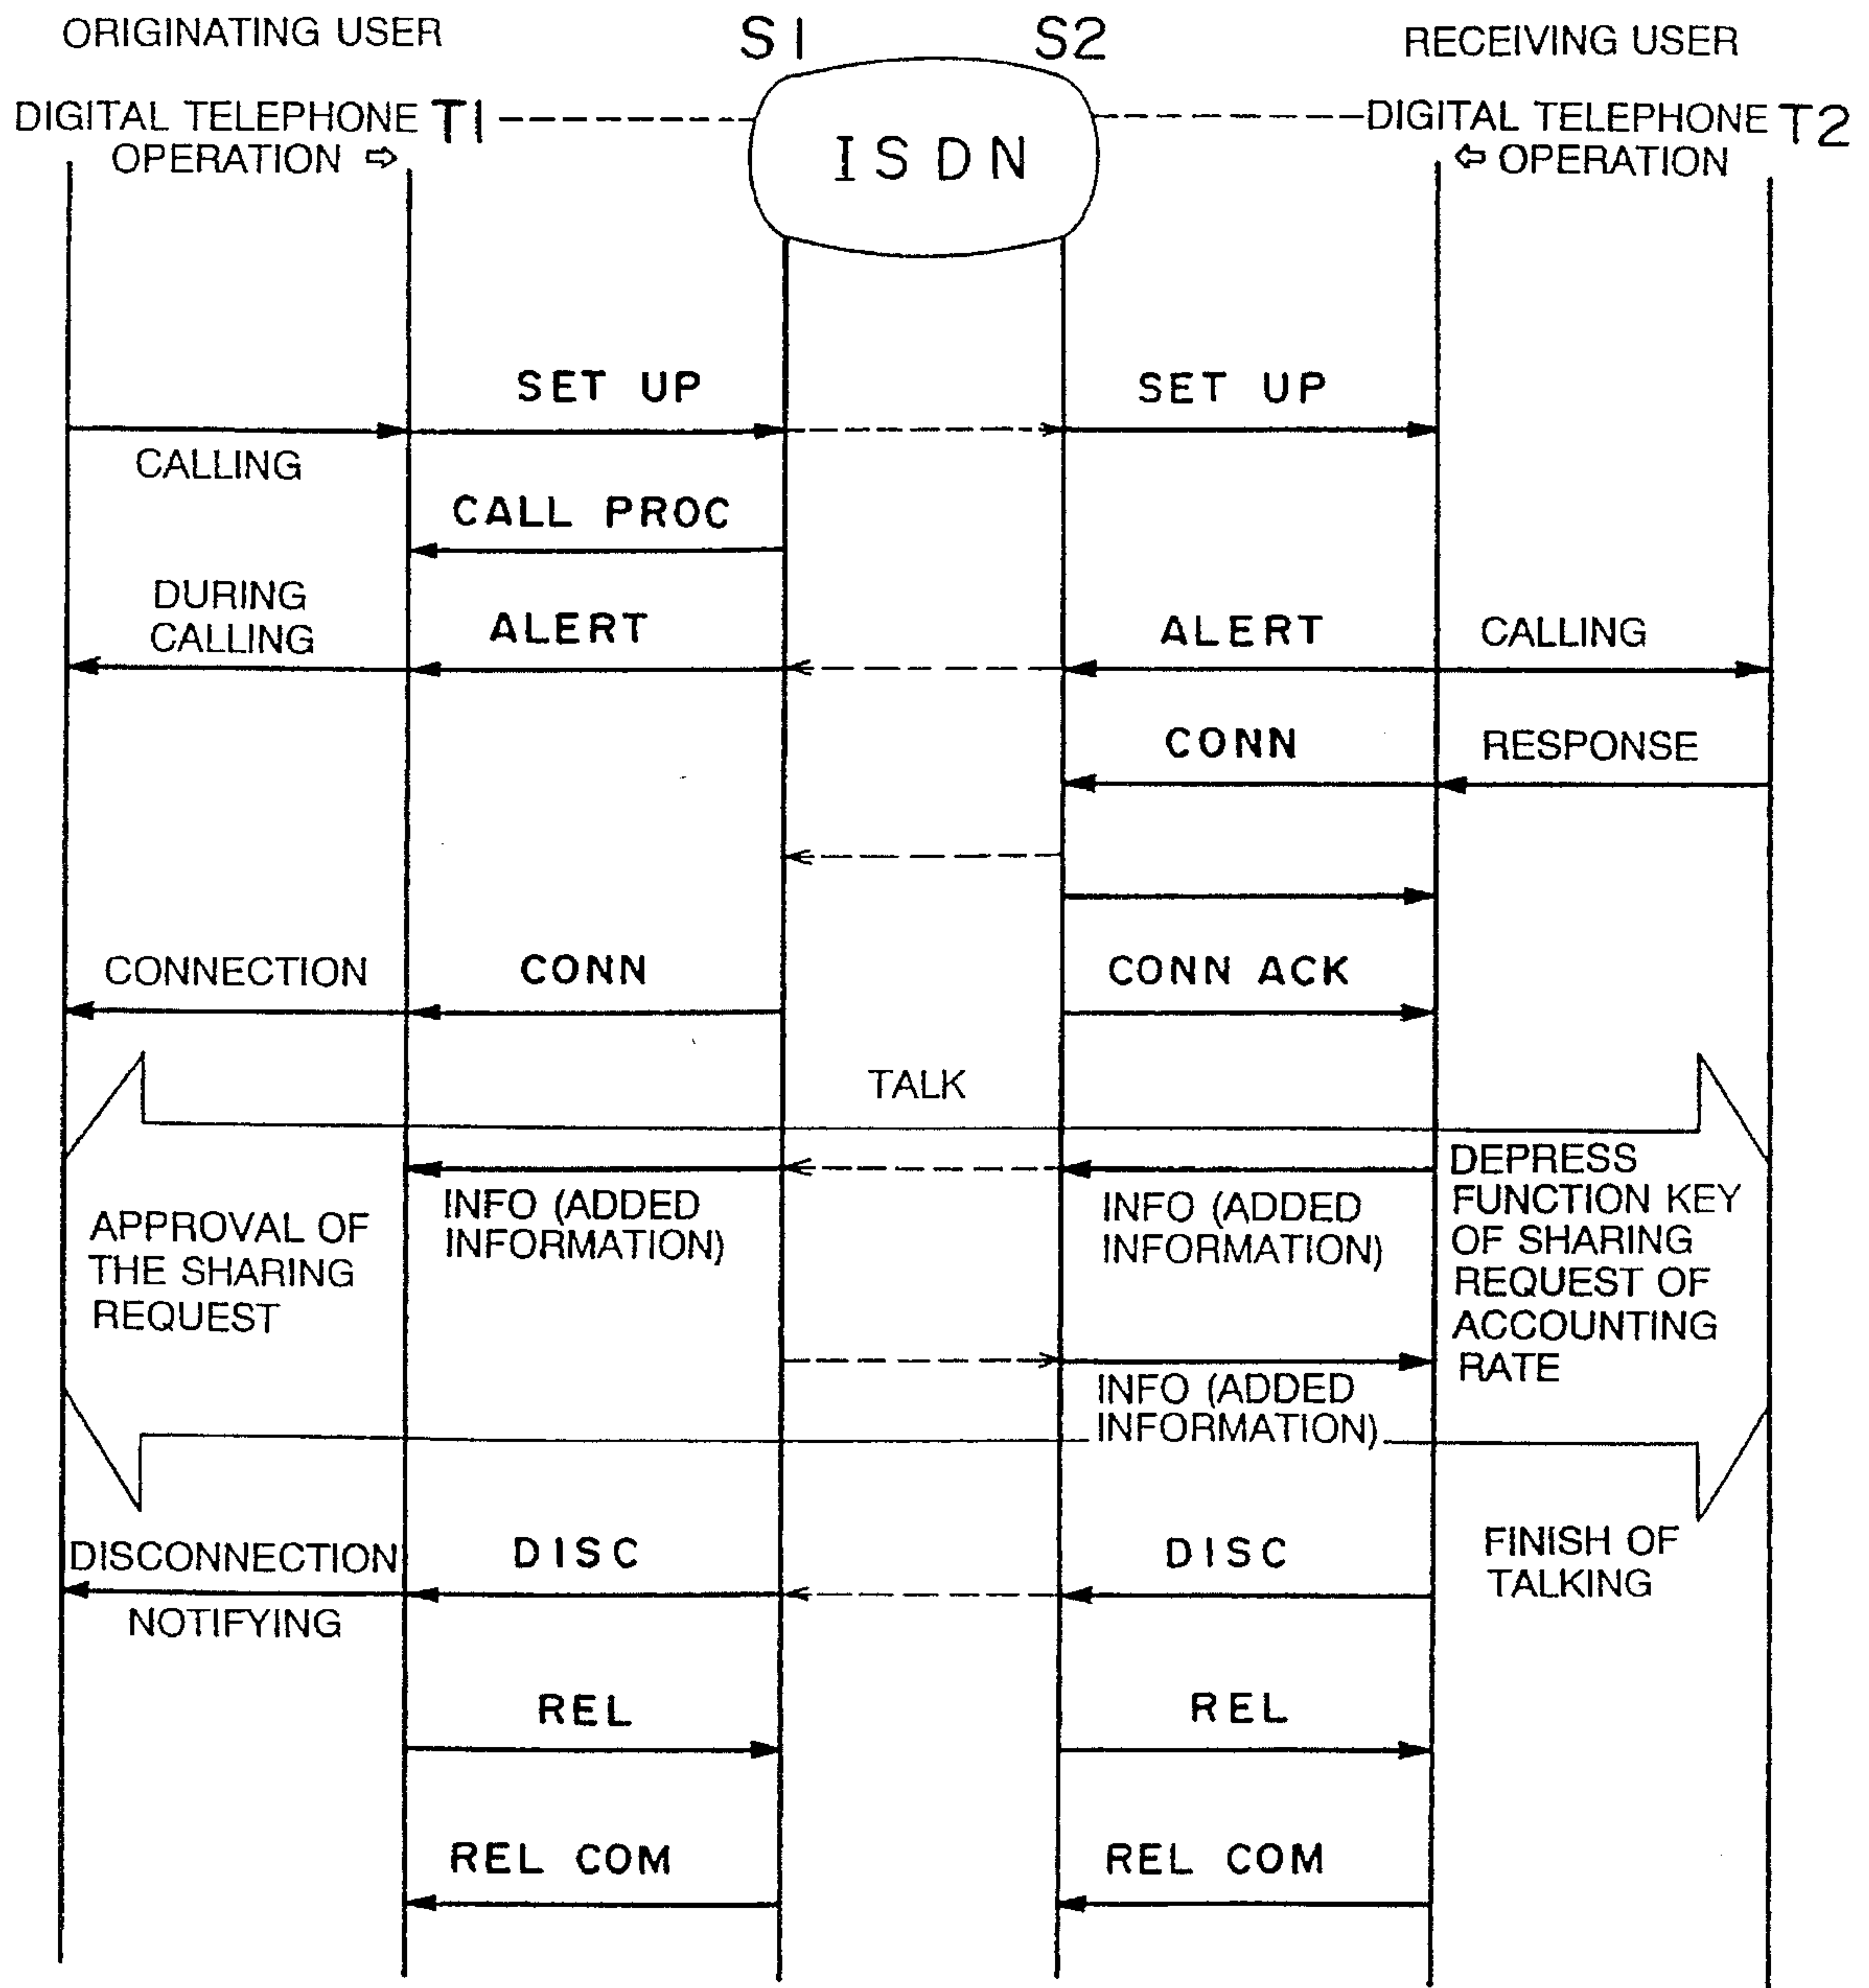 ORIGINATING USER
S1
S2
RECEIVING USER
DIGITAL TELEPHONE T1
OPERATION ⇨
ISDN
DIGITAL TELEPHONE T2
⇦ OPERATION
SET UP
SET UP
CALLING
CALL PROC
DURING
CALLING
ALERT
ALERT
CALLING
CONN
RESPONSE
CONNECTION
CONN
CONN ACK
TALK
INFO (ADDED
INFORMATION)
INFO (ADDED
INFORMATION)
DEPRESS
FUNCTION KEY
OF SHARING
REQUEST OF
ACCOUNTING
RATE
APPROVAL OF
THE SHARING
REQUEST
INFO (ADDED
INFORMATION)
DISCONNECTION
NOTIFYING
DISC
DISC
FINISH OF
TALKING
REL
REL
REL COM
REL COM